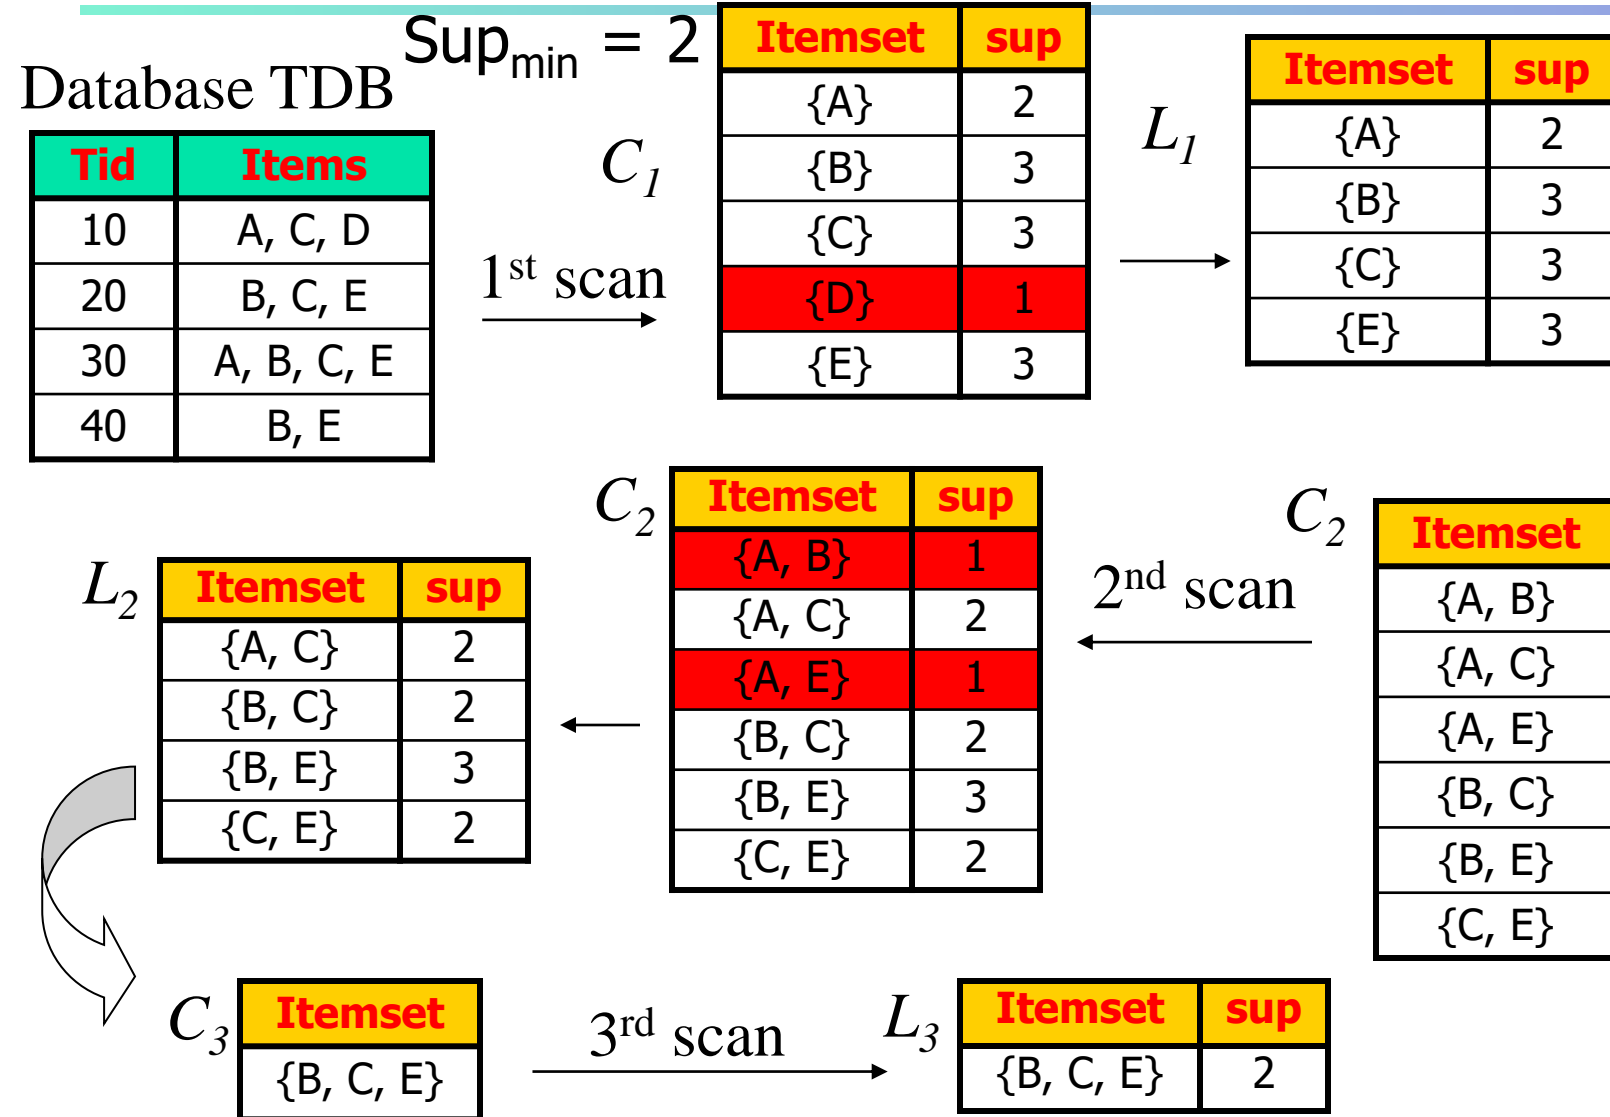 Sup_min = 2
Database TDB
Tid Items
10 A, C, D
20 B, C, E
30 A, B, C, E
40 B, E
1st scan
C1
Itemset sup
{A} 2
{B} 3
{C} 3
{D} 1
{E} 3
L1
Itemset sup
{A} 2
{B} 3
{C} 3
{E} 3
C2
Itemset
{A, B}
{A, C}
{A, E}
{B, C}
{B, E}
{C, E}
2nd scan
C2
Itemset sup
{A, B} 1
{A, C} 2
{A, E} 1
{B, C} 2
{B, E} 3
{C, E} 2
L2
Itemset sup
{A, C} 2
{B, C} 2
{B, E} 3
{C, E} 2
C3
Itemset
{B, C, E}
3rd scan
L3
Itemset sup
{B, C, E} 2